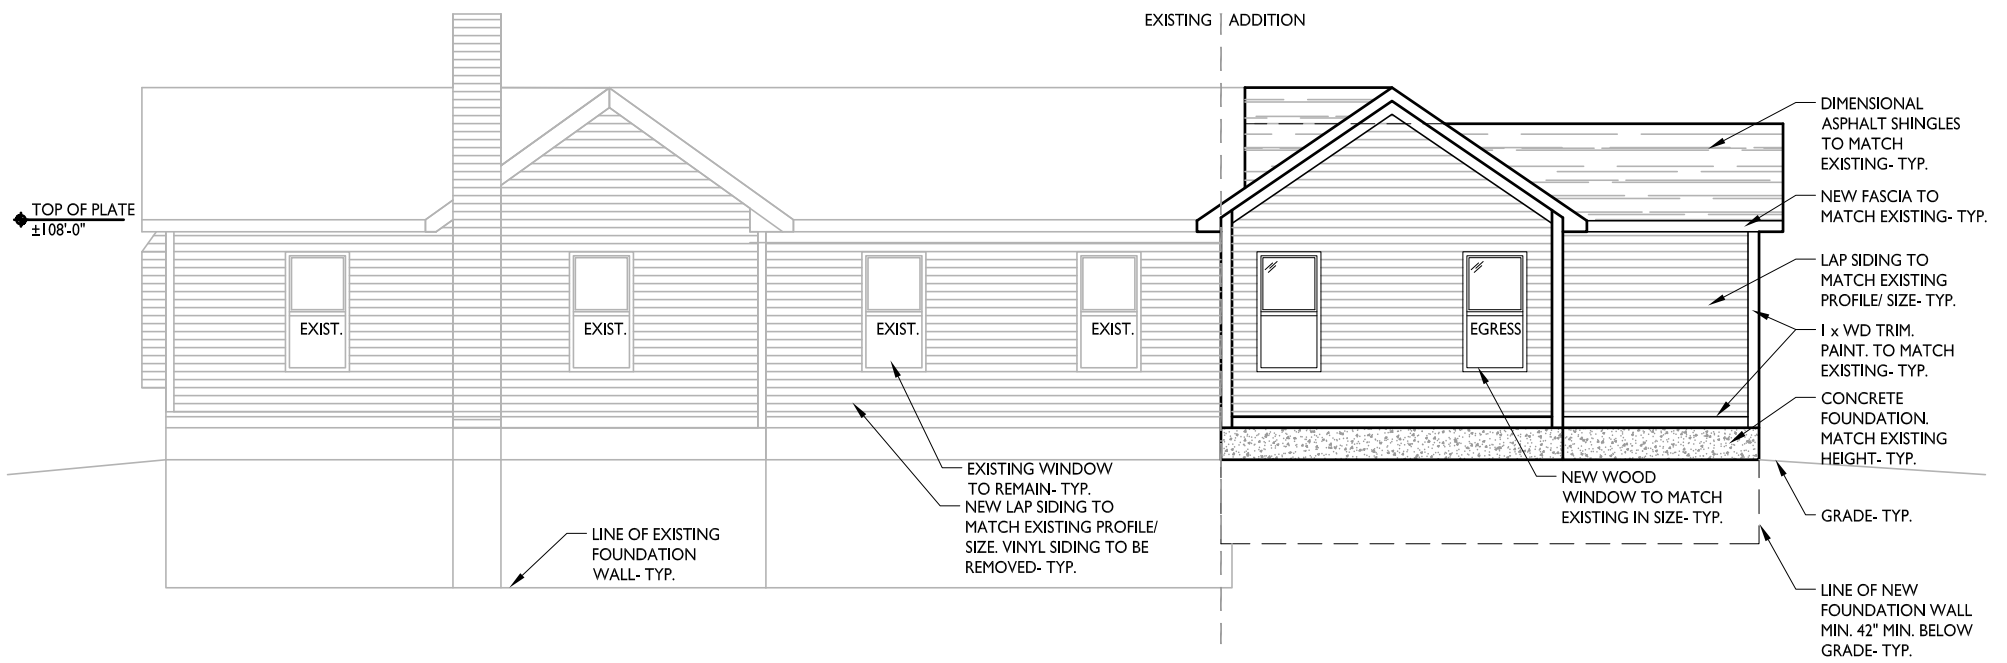 EXISTING ADDITION
TOP OF PLATE
±108'-0"
DIMENSIONAL
ASPHALT SHINGLES
TO MATCH
EXISTING- TYP.
NEW FASCIA TO
MATCH EXISTING- TYP.
LAP SIDING TO
MATCH EXISTING
PROFILE/ SIZE- TYP.
1 x WD TRIM.
PAINT. TO MATCH
EXISTING- TYP.
CONCRETE
FOUNDATION.
MATCH EXISTING
HEIGHT- TYP.
EXIST.
EXIST.
EXIST.
EXIST.
EGRESS
EXISTING WINDOW
TO REMAIN- TYP.
NEW LAP SIDING TO
MATCH EXISTING PROFILE/
SIZE. VINYL SIDING TO BE
REMOVED- TYP.
NEW WOOD
WINDOW TO MATCH
EXISTING IN SIZE- TYP.
GRADE- TYP.
LINE OF EXISTING
FOUNDATION
WALL- TYP.
LINE OF NEW
FOUNDATION WALL
MIN. 42" MIN. BELOW
GRADE- TYP.